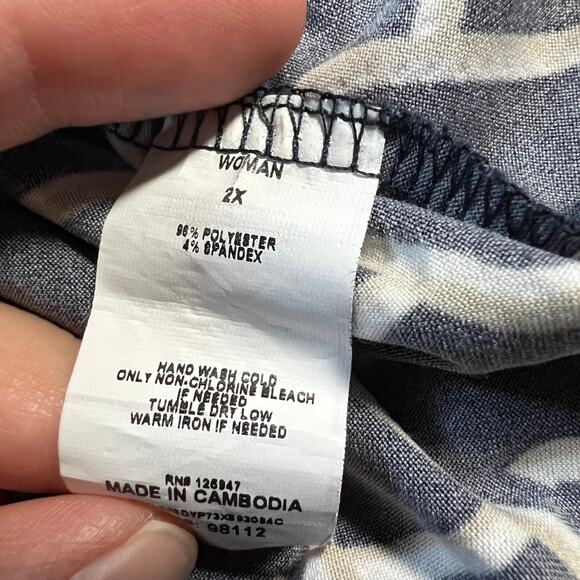 WOMAN
2X
96% POLYESTER
4% SPANDEX
HAND WASH COLD
ONLY NON-CHLORINE BLEACH
IF NEEDED
TUMBLE DRY LOW
WARM IRON IF NEEDED
RN# 126947
MADE IN CAMBODIA
98112